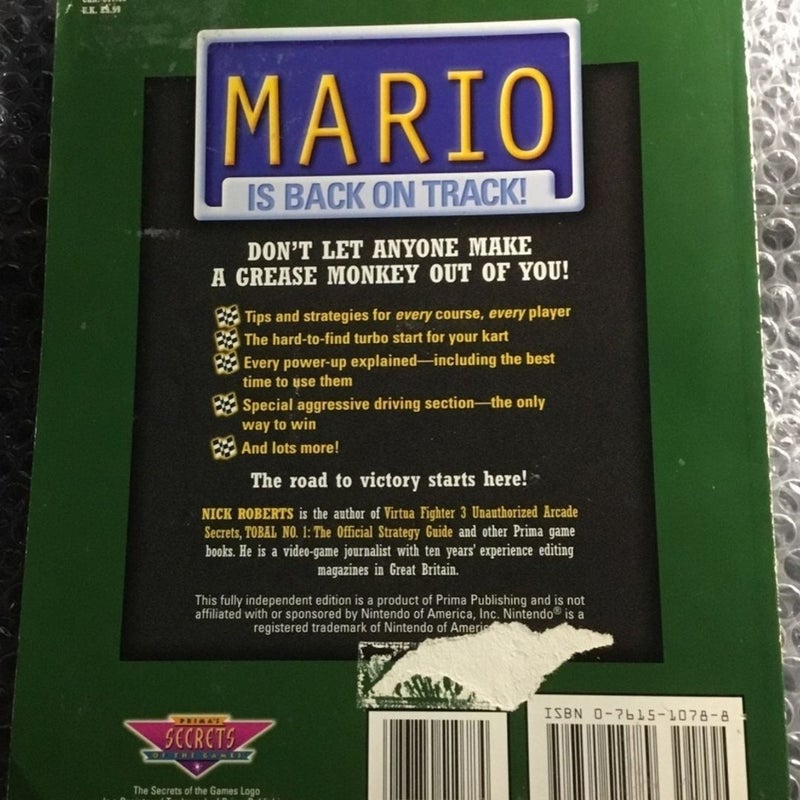 U.K. £8.99
MARIO
IS BACK ON TRACK!
DON'T LET ANYONE MAKE
A GREASE MONKEY OUT OF YOU!
Tips and strategies for every course, every player
The hard-to-find turbo start for your kart
Every power-up explained—including the best
time to use them
Special aggressive driving section—the only
way to win
And lots more!
The road to victory starts here!
NICK ROBERTS is the author of Virtua Fighter 3 Unauthorized Arcade
Secrets, TOBAL NO. 1: The Official Strategy Guide and other Prima game
books. He is a video-game journalist with ten years' experience editing
magazines in Great Britain.
This fully independent edition is a product of Prima Publishing and is not
affiliated with or sponsored by Nintendo of America, Inc. Nintendo® is a
registered trademark of Nintendo of
PRIMA'S
SECRETS
OF THE GAMES
ISBN 0-7615-1078-8
The Secrets of the Games Logo